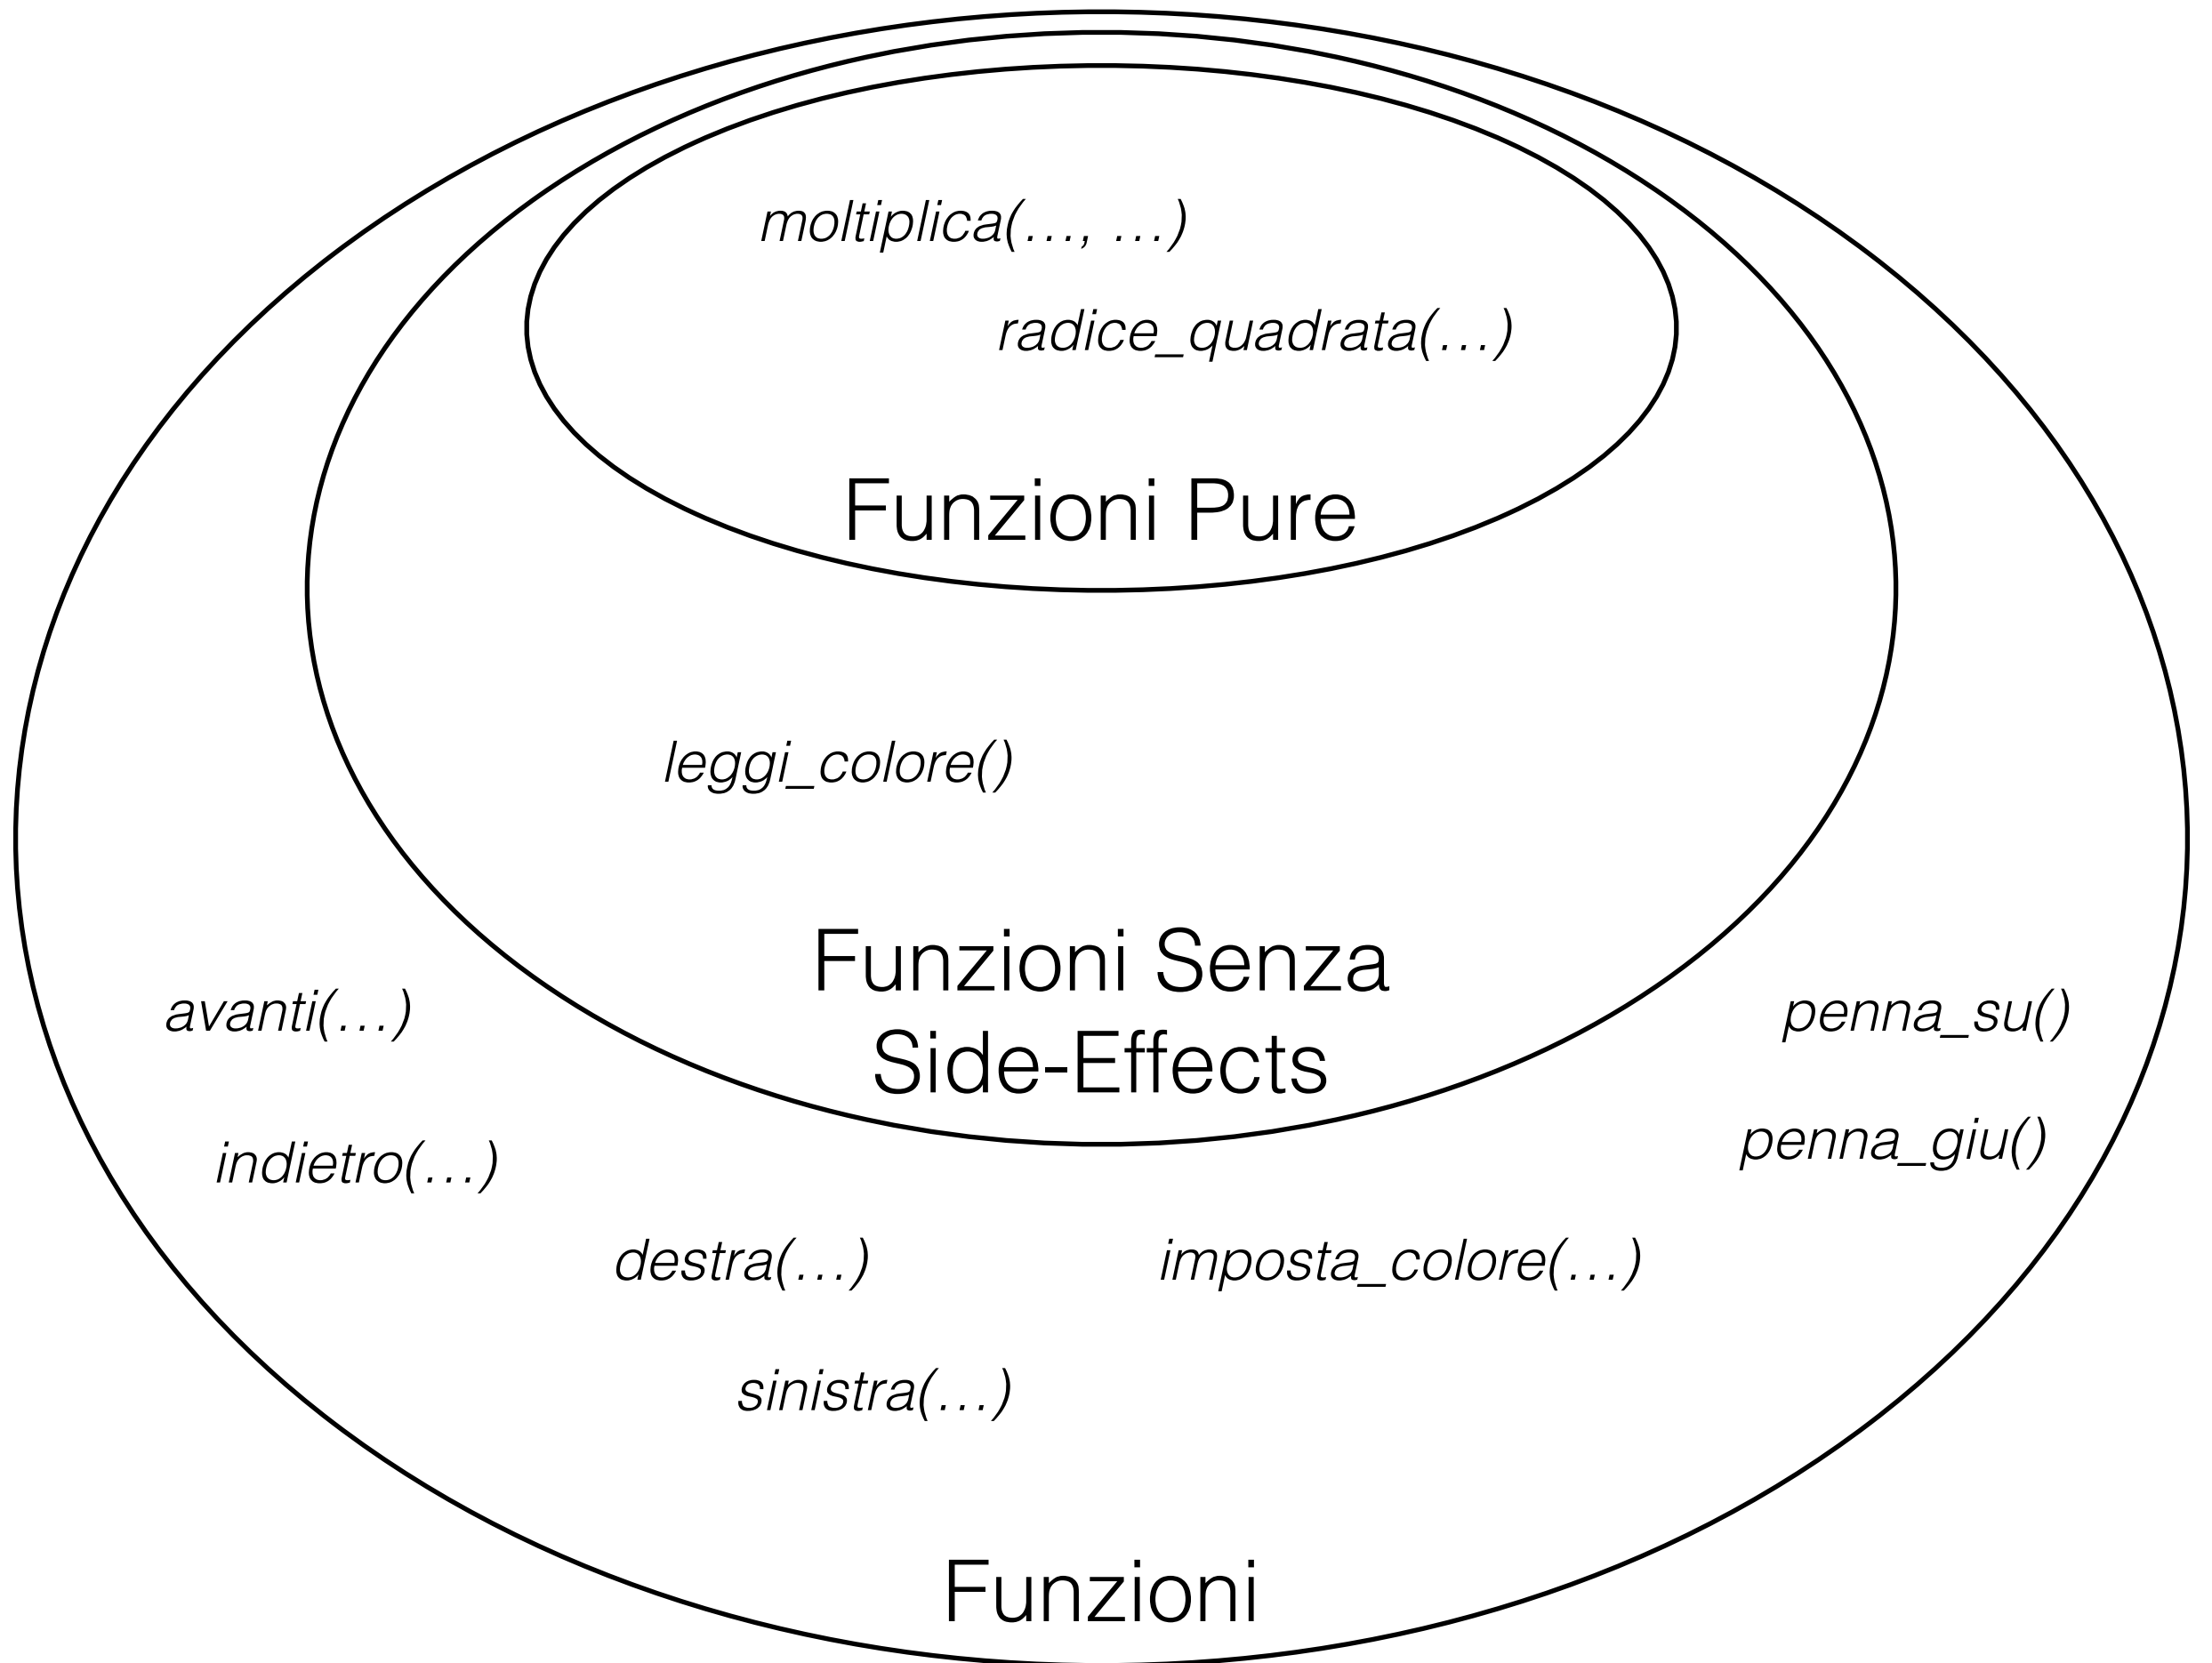 moltiplica(…, …)
radice_quadrata(…)
Funzioni Pure
leggi_colore()
Funzioni Senza
Side-Effects
avanti(…)
penna_su()
indietro(…)
penna_giu()
destra(…)
imposta_colore(…)
sinistra(…)
Funzioni